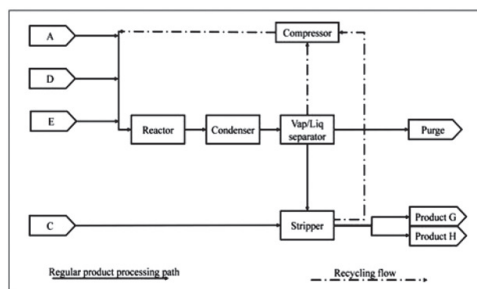 A
Compressor
D
E
Reactor
Condenser
Vap/Liq
separator
Purge
C
Stripper
Product G
Product H
Regular product processing path
Recycling flow